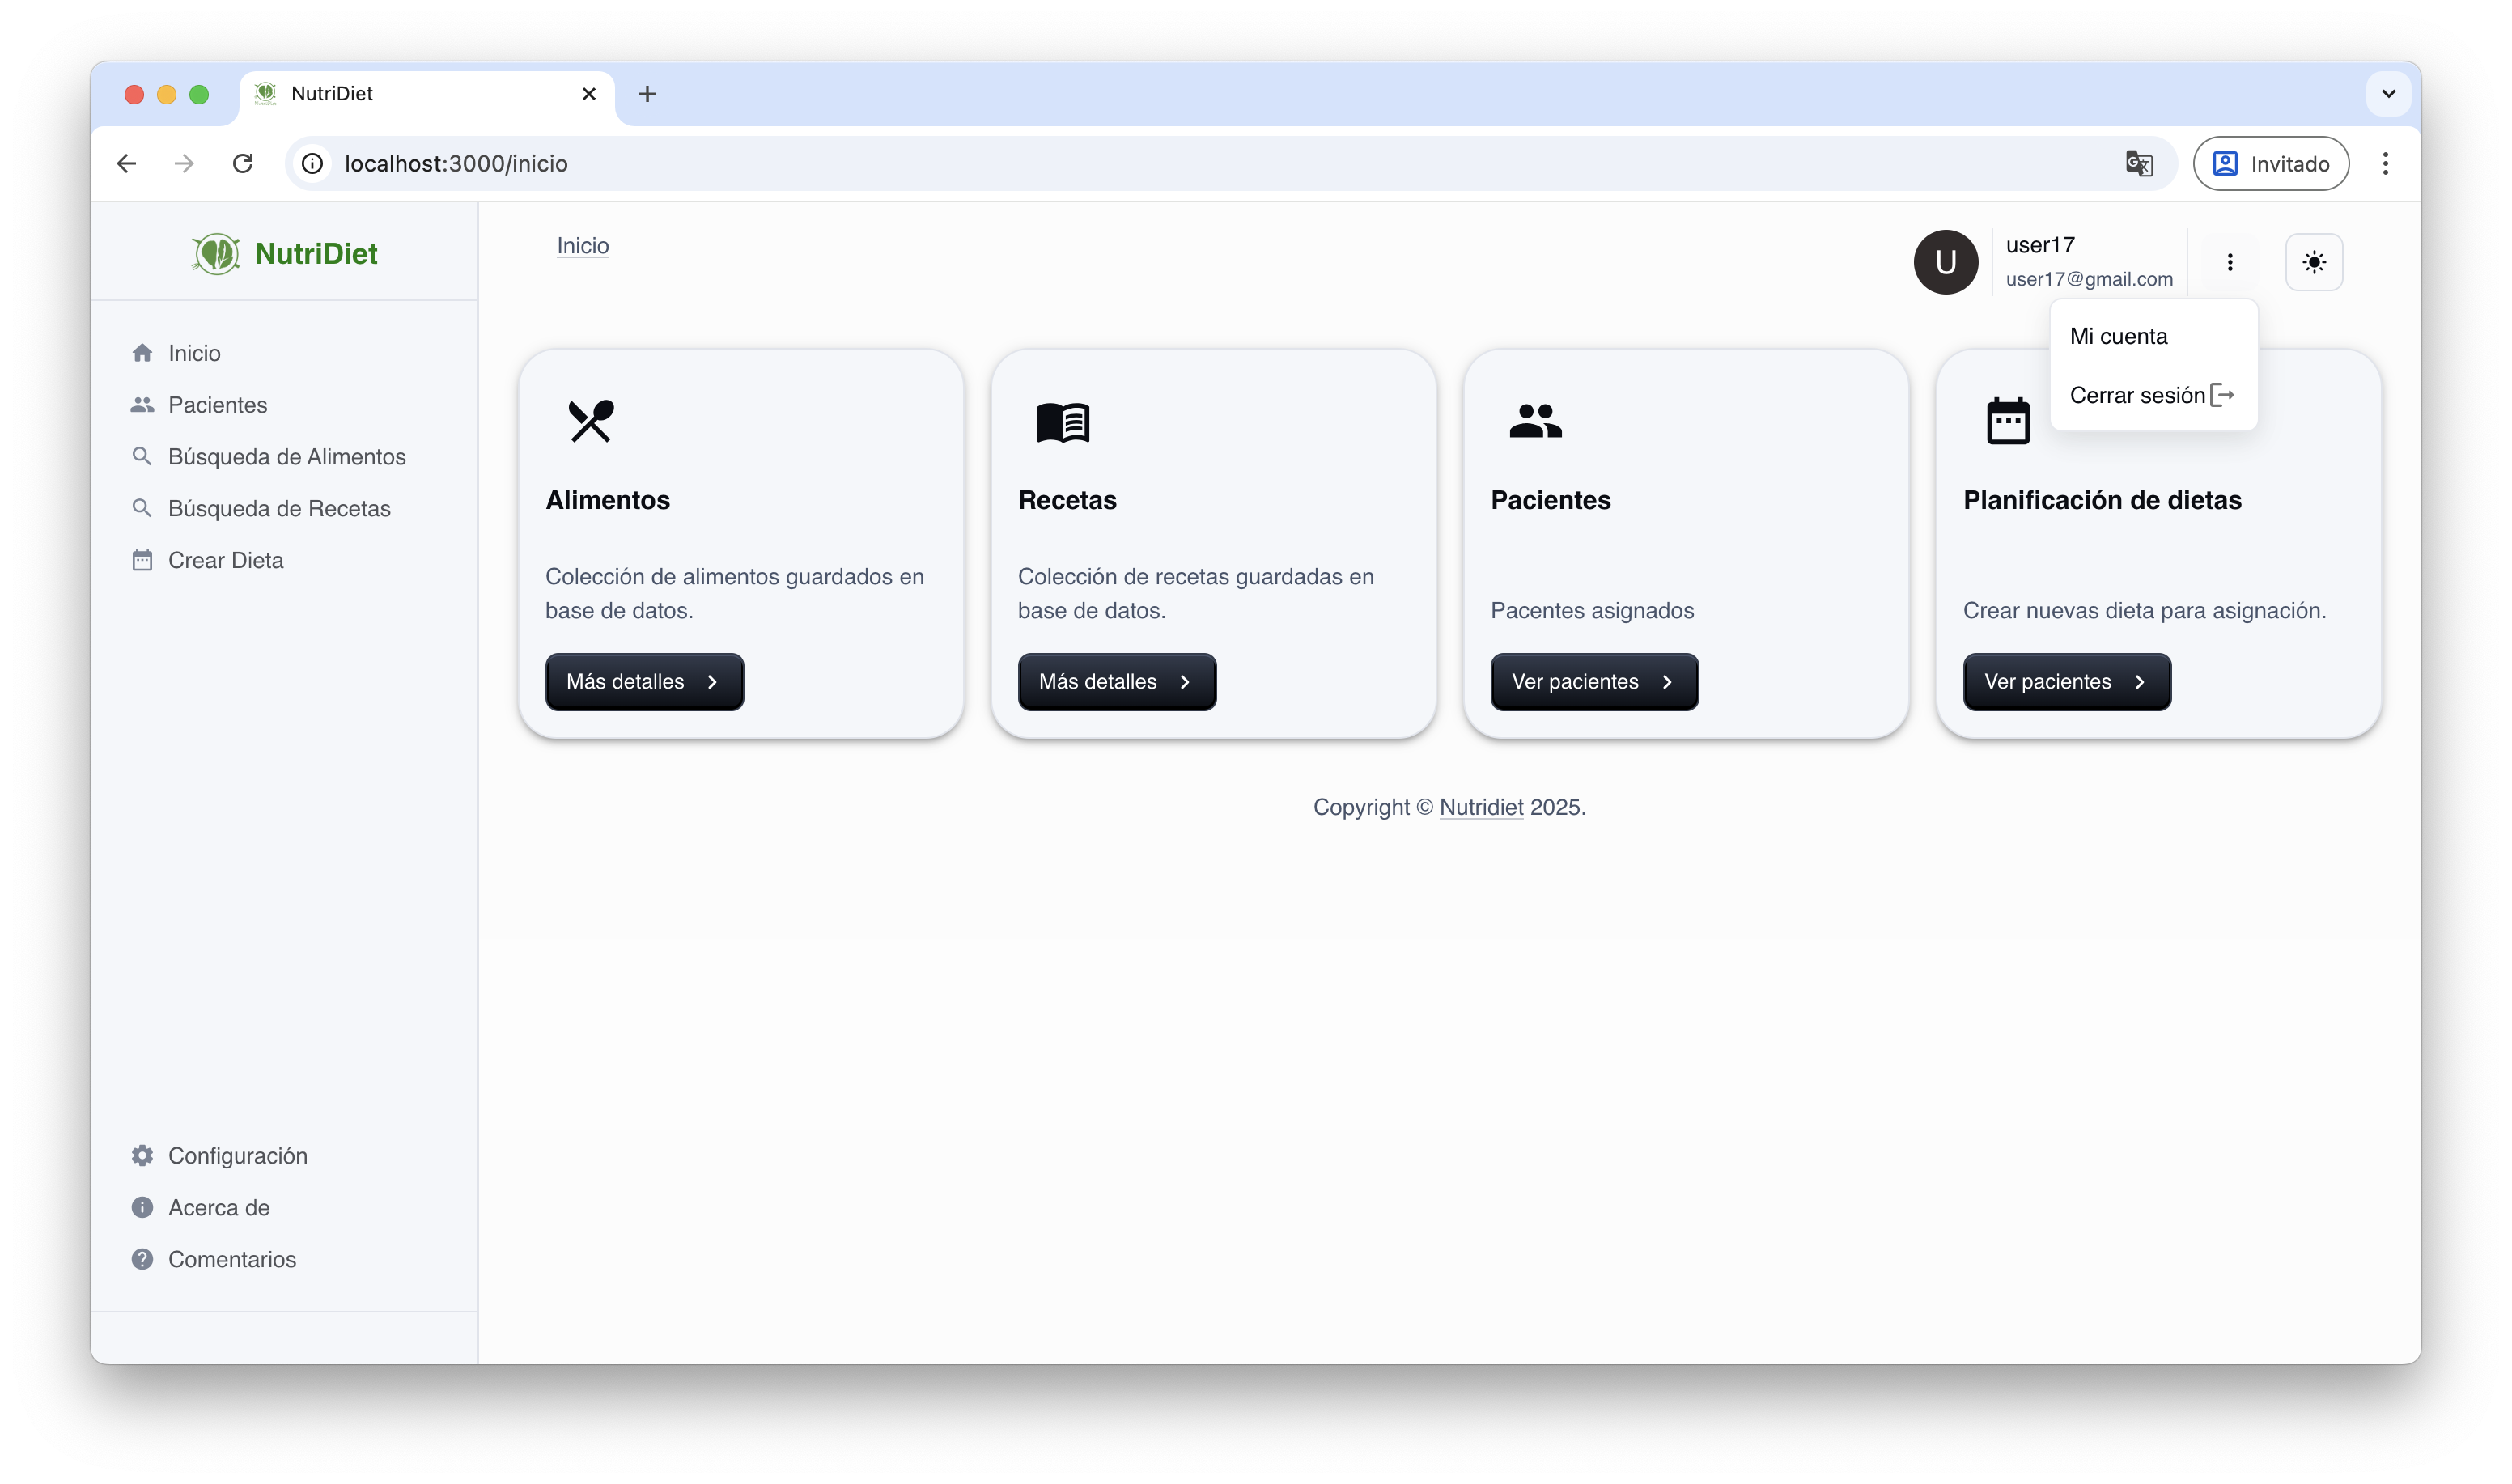 NutriDiet
localhost:3000/inicio
Invitado
NutriDiet
Inicio
Pacientes
Búsqueda de Alimentos
Búsqueda de Recetas
Crear Dieta
Configuración
Acerca de
Comentarios
Inicio
U
user17
user17@gmail.com
Mi cuenta
Cerrar sesión
Alimentos
Colección de alimentos guardados en
base de datos.
Más detalles
Recetas
Colección de recetas guardadas en
base de datos.
Más detalles
Pacientes
Pacentes asignados
Ver pacientes
Planificación de dietas
Crear nuevas dieta para asignación.
Ver pacientes
Copyright © Nutridiet 2025.